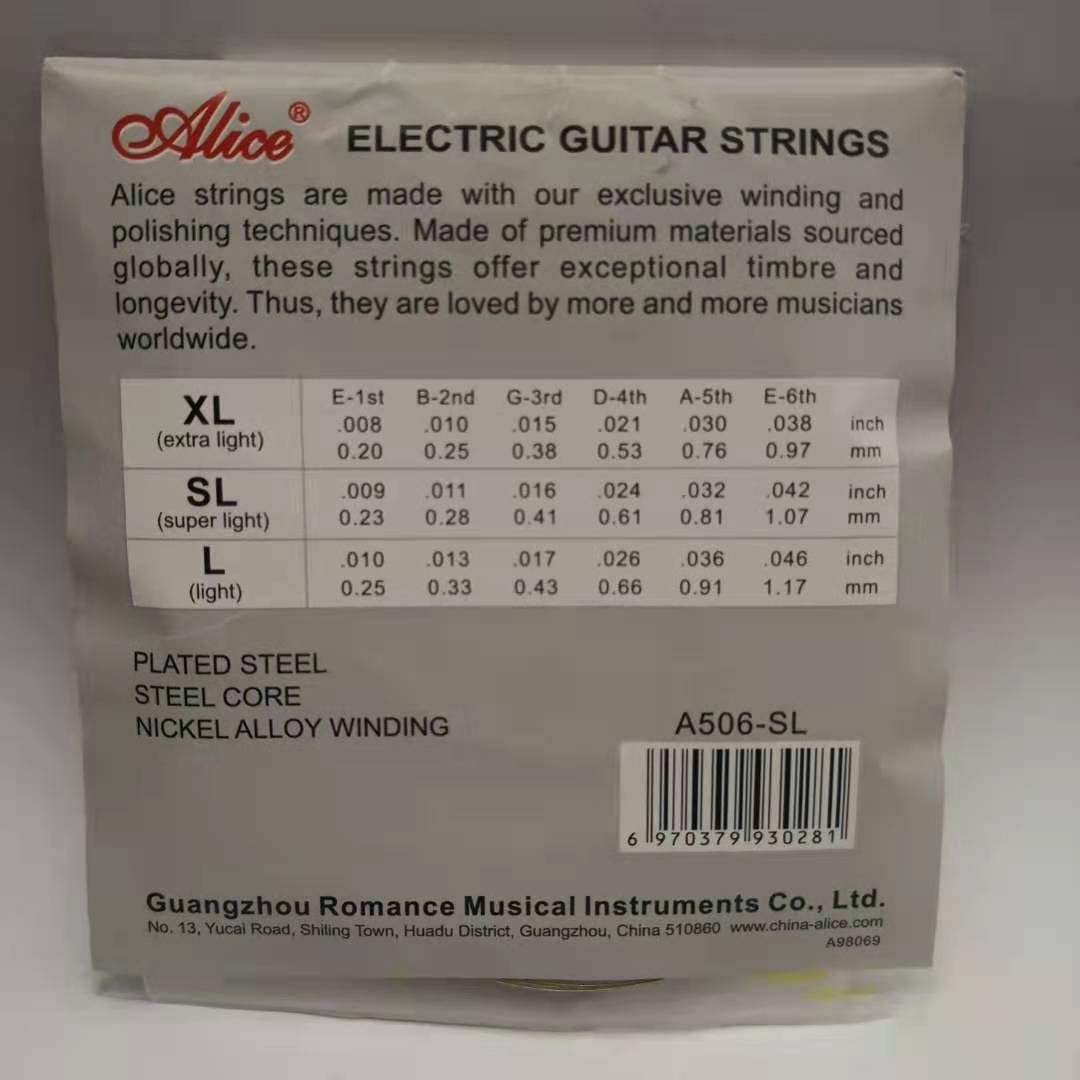 Alice® ELECTRIC GUITAR STRINGS
Alice strings are made with our exclusive winding and
polishing techniques. Made of premium materials sourced
globally, these strings offer exceptional timbre and
longevity. Thus, they are loved by more and more musicians
worldwide.
E-1st B-2nd G-3rd D-4th A-5th E-6th
XL .008 .010 .015 .021 .030 .038 inch
(extra light) 0.20 0.25 0.38 0.53 0.76 0.97 mm
SL .009 .011 .016 .024 .032 .042 inch
(super light) 0.23 0.28 0.41 0.61 0.81 1.07 mm
L .010 .013 .017 .026 .036 .046 inch
(light) 0.25 0.33 0.43 0.66 0.91 1.17 mm
PLATED STEEL
STEEL CORE
NICKEL ALLOY WINDING
A506-SL
6 970379 930281
Guangzhou Romance Musical Instruments Co., Ltd.
No. 13, Yucai Road, Shiling Town, Huadu District, Guangzhou, China 510860 www.china-alice.com
A98069